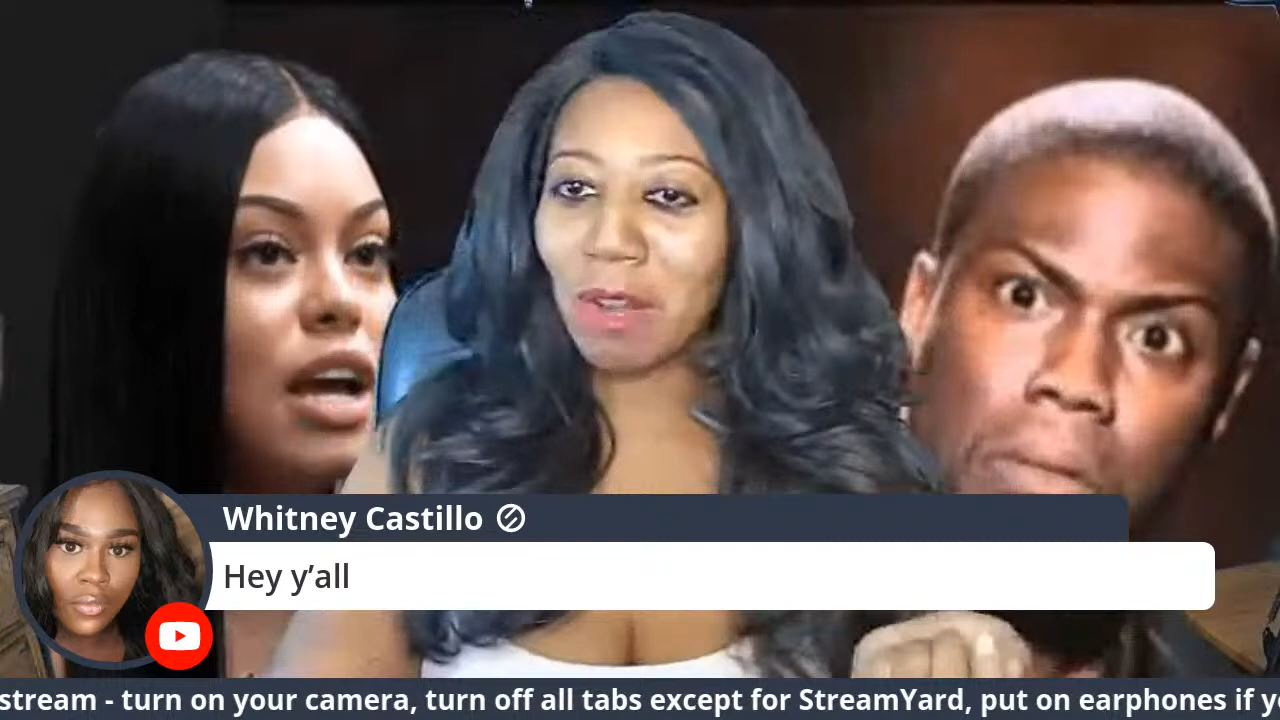 Whitney Castillo
Hey y’all
stream - turn on your camera, turn off all tabs except for StreamYard, put on earphones if